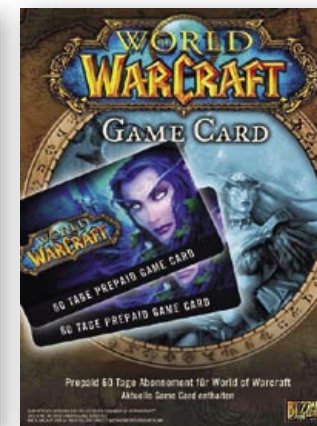 WORLD
WARCRAFT
GAME CARD
WORLD
WARCRAFT
60 TAGE PREPAID GAME CARD
60 TAGE PREPAID GAME CARD
Prepaid 60 Tage Abonnement für World of Warcraft
Aktuelle Game Card enthalten